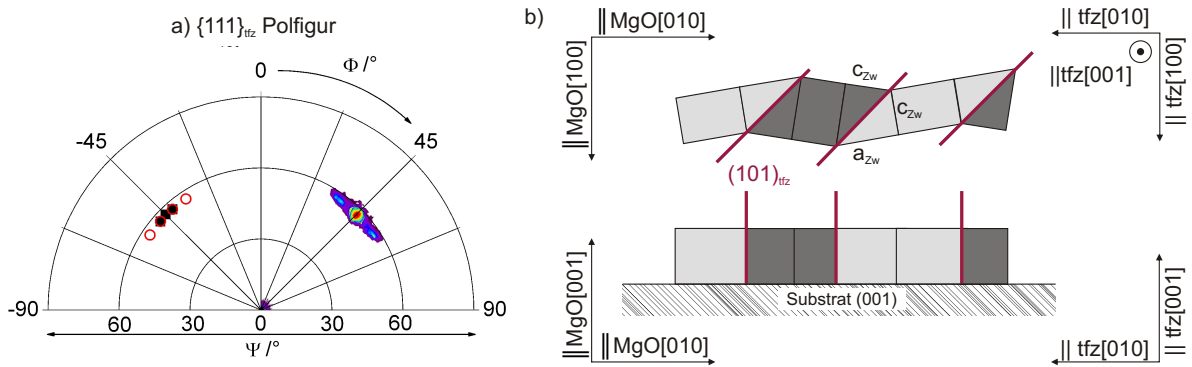 a) {111}tfz Polfigur
0
Φ /°
-45
45
-90
60
30
0
30
60
90
Ψ /°
b)
|| MgO[010]
|| MgO[100]
|| tfz[010]
|| tfz[100]
||tfz[001]
cZw
cZw
aZw
(101)tfz
|| MgO[001]
Substrat (001)
|| MgO[010]
|| tfz[001]
|| tfz[010]